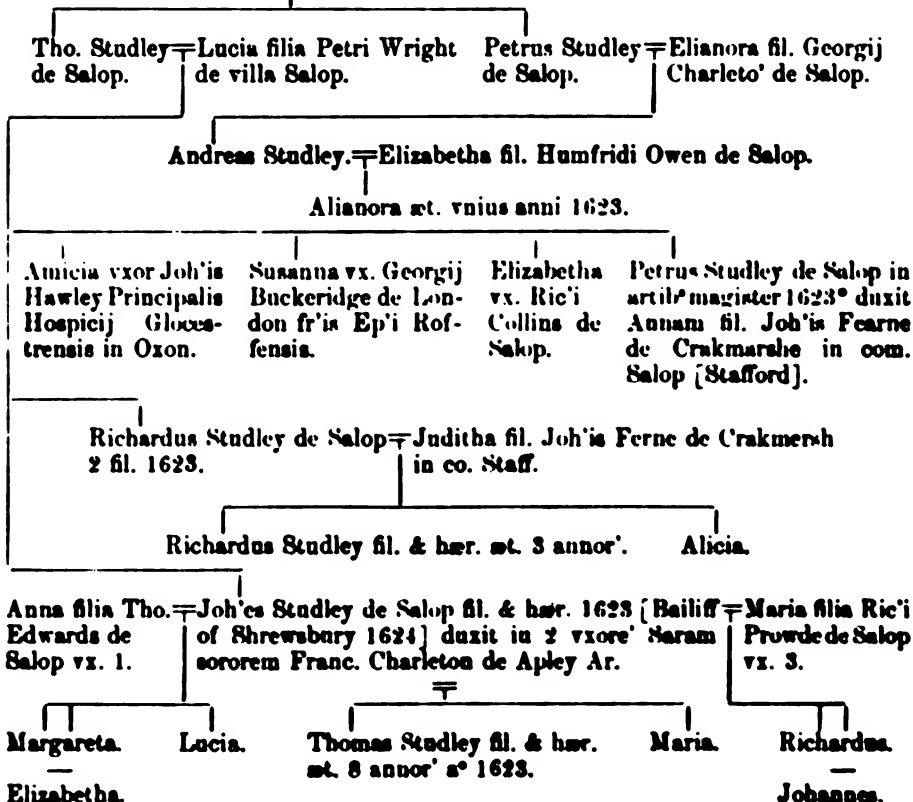 Tho. Studley = Lucia filia Petri Wright
de Salop. de villa Salop.
Petrus Studley = Elianora fil. Georgij
de Salop. Charleto' de Salop.
Andreas Studley. = Elizabetha fil. Humfridi Owen de Salop.
Alianora æt. vnius anni 1623.
Amicia vxor Joh'is
Hawley Principalis
Hospicij Gloces-
trensis in Oxon.
Susanna vx. Georgij
Buckeridge de Lon-
don fr'is Ep'i Rof-
fensis.
Elizabetha
vx. Ric'i
Collins de
Salop.
Petrus Studley de Salop in
artib' magister 1623° duxit
Annam fil. Joh'is Fearne
de Crakmarshe in com.
Salop [Stafford].
Richardus Studley de Salop = Juditha fil. Joh'is Ferne de Crakmersh
2 fil. 1623. in co. Staff.
Richardus Studley fil. & hær. æt. 3 annor'. Alicia.
Anna filia Tho.
Edwards de
Salop vx. 1.
= Joh'es Studley de Salop fil. & hær. 1623 [Bailiff
of Shrewsbury 1624] duxit in 2 vxore' Saram
sororem Franc. Charleton de Apley Ar.
= Maria filia Ric'i
Prowde de Salop
vx. 3.
Margareta. Lucia.
Elizabetha.
Thomas Studley fil. & hær. Maria.
æt. 8 annor' a° 1623.
Richardus.
Johannes.